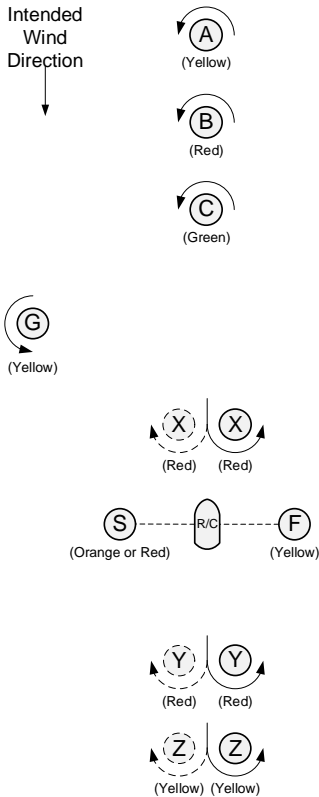 Intended
Wind
Direction
A
(Yellow)
B
(Red)
C
(Green)
G
(Yellow)
X X
(Red) (Red)
S R/C F
(Orange or Red) (Yellow)
Y Y
(Red) (Red)
Z Z
(Yellow) (Yellow)